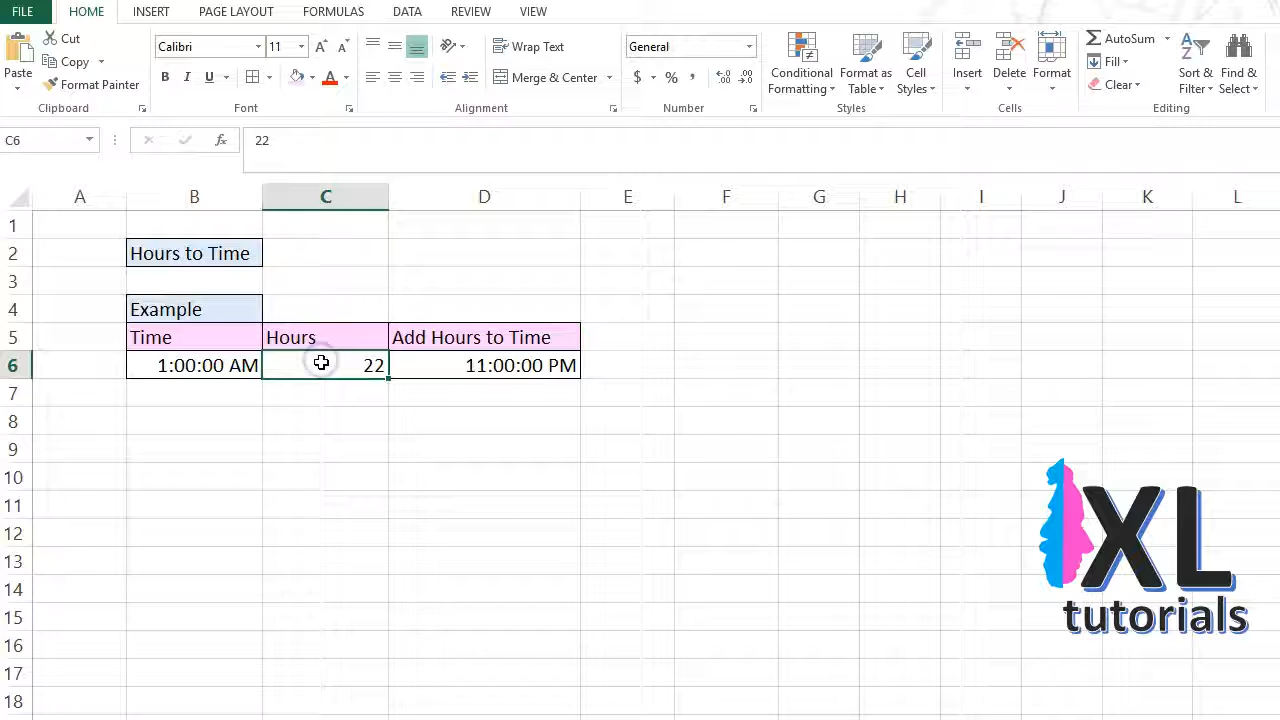 FILE HOME INSERT PAGE LAYOUT FORMULAS DATA REVIEW VIEW
Paste
Cut
Copy
Format Painter
Clipboard
Calibri 11
B I U
A
Font
Wrap Text
Merge & Center
Alignment
General
$ % ,
Number
Conditional Formatting
Format as Table
Cell Styles
Styles
Insert
Delete
Format
Cells
AutoSum
Fill
Clear
Sort & Filter
Find & Select
Editing
C6 fx 22
A B C D E F G H I J K L
1
2 Hours to Time
3
4 Example
5 Time Hours Add Hours to Time
6 1:00:00 AM 22 11:00:00 PM
7
8
9
10
11
12
13
14
15
16
17
18
XL
tutorials